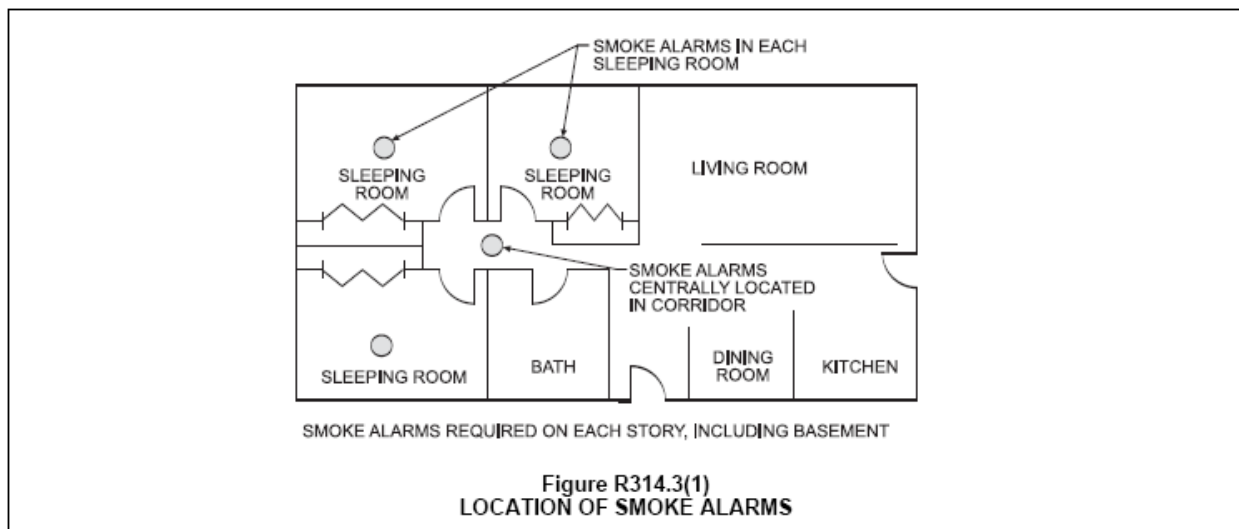 SMOKE ALARMS IN EACH
SLEEPING ROOM
SLEEPING
ROOM
SLEEPING
ROOM
LIVING ROOM
SMOKE ALARMS
CENTRALLY LOCATED
IN CORRIDOR
SLEEPING ROOM
BATH
DINING
ROOM
KITCHEN
SMOKE ALARMS REQUIRED ON EACH STORY, INCLUDING BASEMENT
Figure R314.3(1)
LOCATION OF SMOKE ALARMS